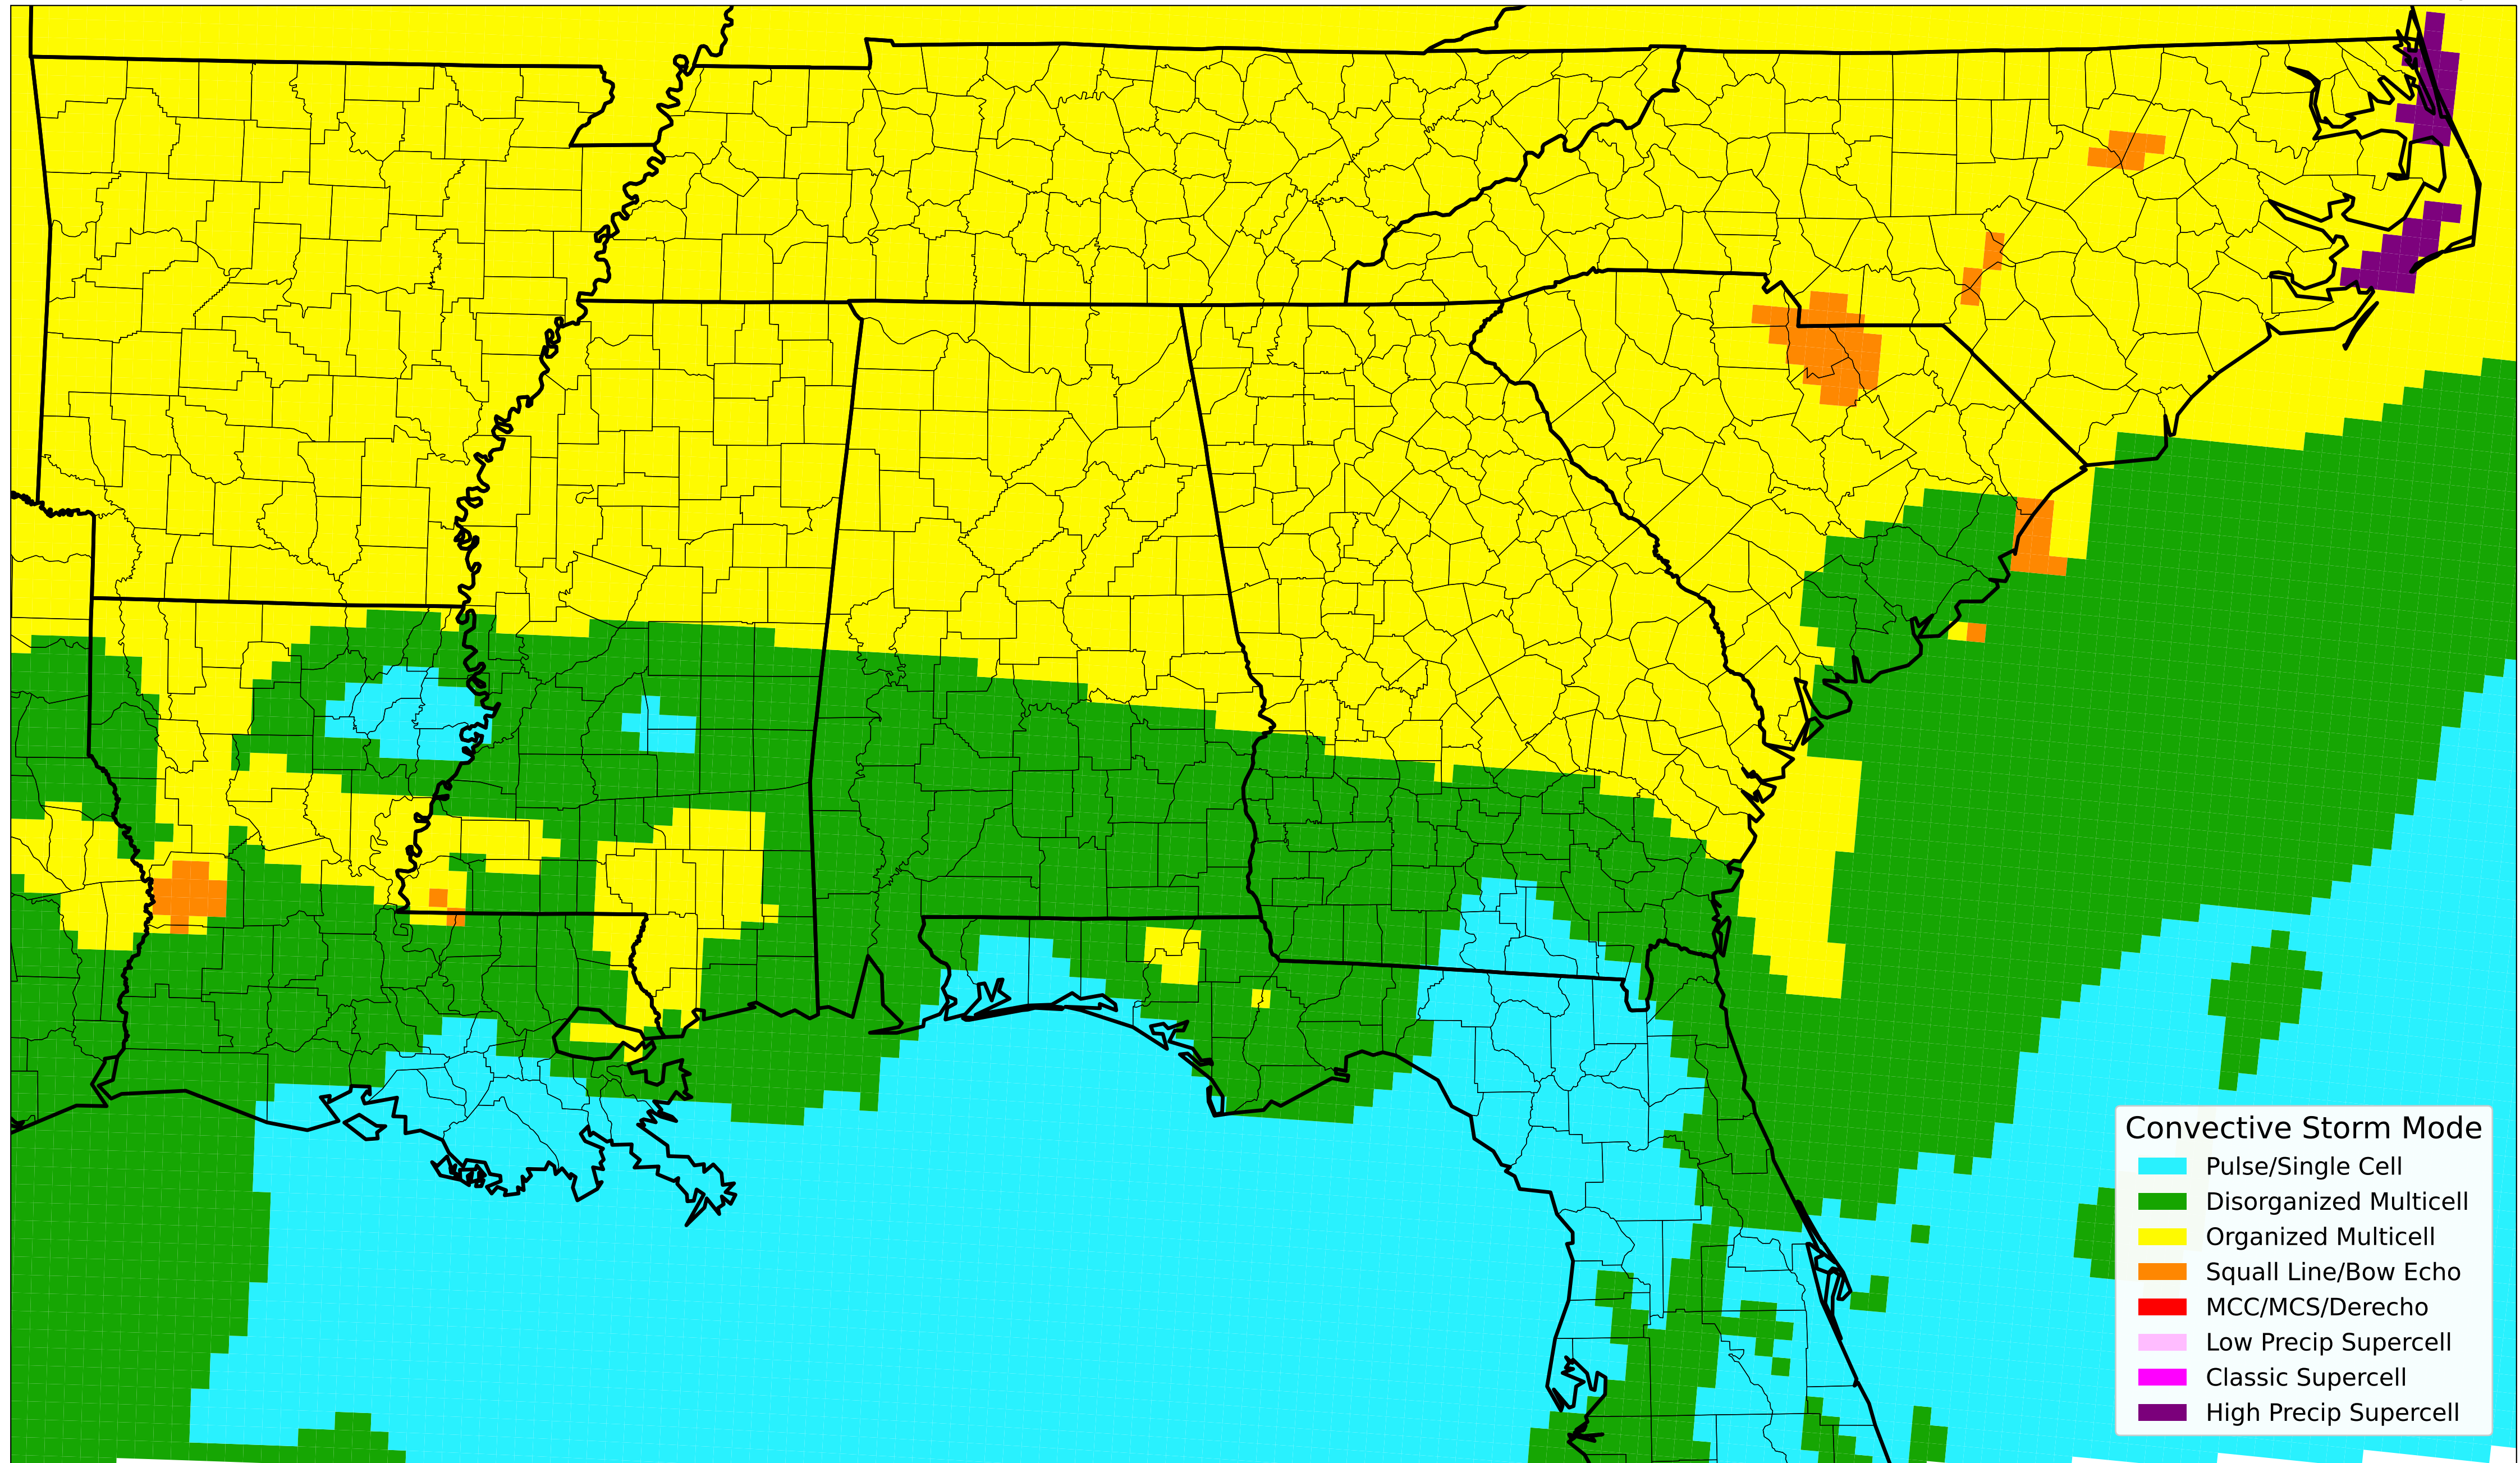 Convective Storm Mode
Pulse/Single Cell
Disorganized Multicell
Organized Multicell
Squall Line/Bow Echo
MCC/MCS/Derecho
Low Precip Supercell
Classic Supercell
High Precip Supercell